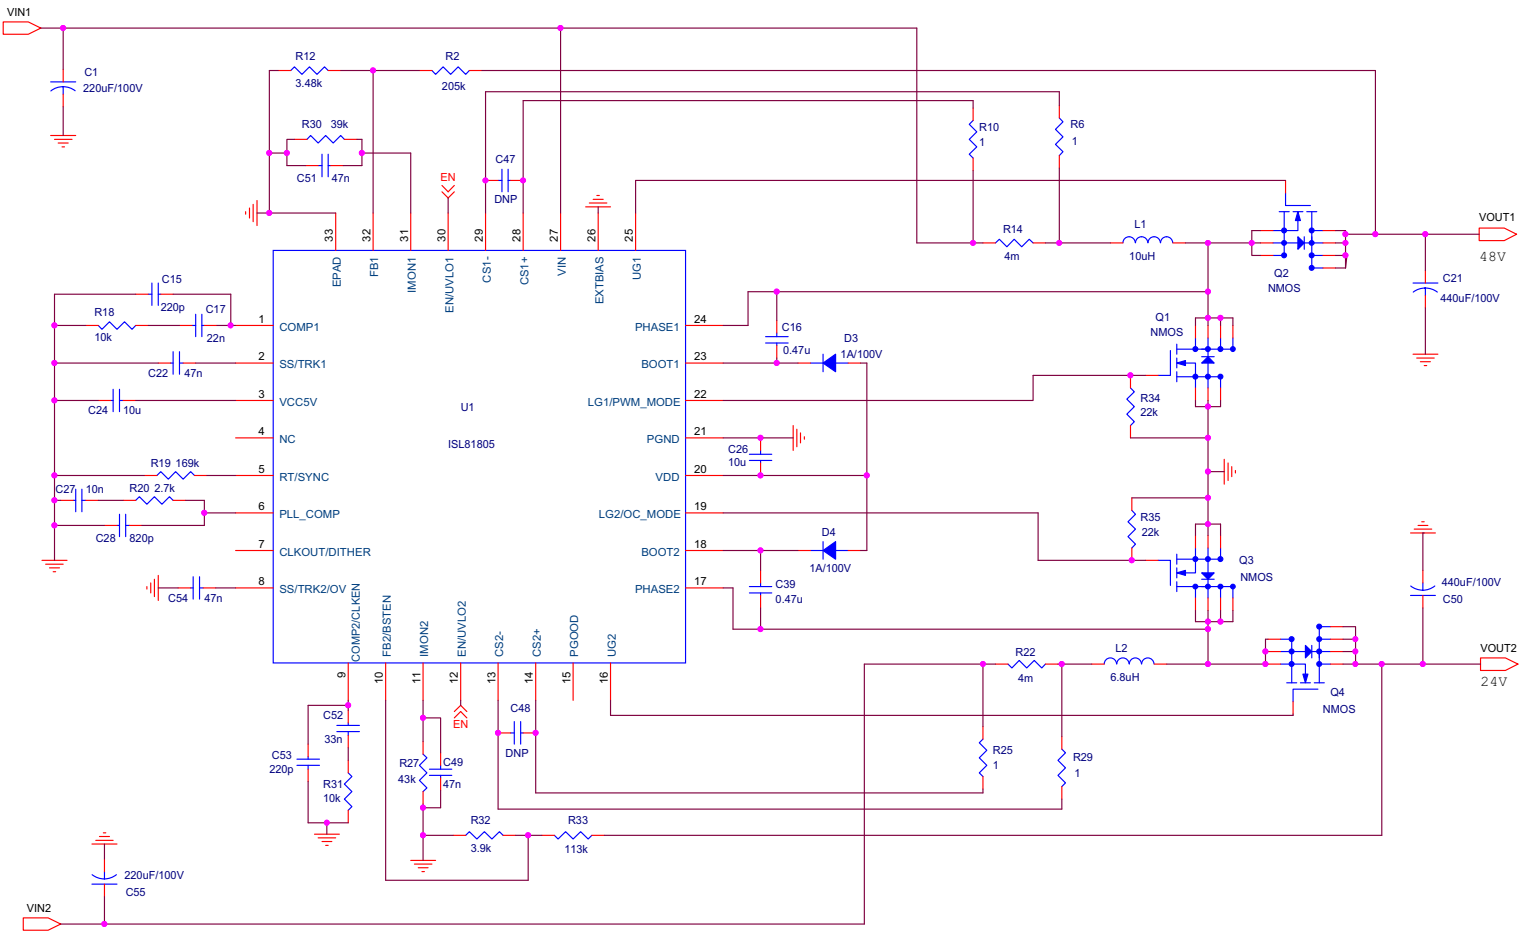 VIN1
C1
220uF/100V
R12
3.48k
R2
205k
R30 39k
C51 47n
EN
C47
DNP
R10
1
R6
1
R14
4m
L1
10uH
Q2
NMOS
VOUT1
48V
C21
440uF/100V
33
32
31
30
29
28
27
26
25
EPAD
FB1
IMON1
EN/UVLO1
CS1-
CS1+
VIN
EXTBIAS
UG1
C15
220p
R18
10k
C17
22n
C22 47n
C24 10u
R19 169k
C27 10n
R20 2.7k
C28 820p
C54 47n
1 COMP1
2 SS/TRK1
3 VCC5V
4 NC
5 RT/SYNC
6 PLL_COMP
7 CLKOUT/DITHER
8 SS/TRK2/OV
U1
ISL81805
PHASE1 24
BOOT1 23
LG1/PWM_MODE 22
PGND 21
VDD 20
LG2/OC_MODE 19
BOOT2 18
PHASE2 17
C16
0.47u
D3
1A/100V
C26
10u
D4
1A/100V
C39
0.47u
Q1
NMOS
R34
22k
R35
22k
Q3
NMOS
440uF/100V
C50
COMP2/CLKEN
FB2/BSTEN
IMON2
EN/UVLO2
CS2-
CS2+
PGOOD
UG2
9
10
11
12
13
14
15
16
R22
4m
L2
6.8uH
Q4
NMOS
VOUT2
24V
EN
C48
DNP
C52
33n
C53
220p
R31
10k
R27
43k
C49
47n
R25
1
R29
1
R32
3.9k
R33
113k
220uF/100V
C55
VIN2